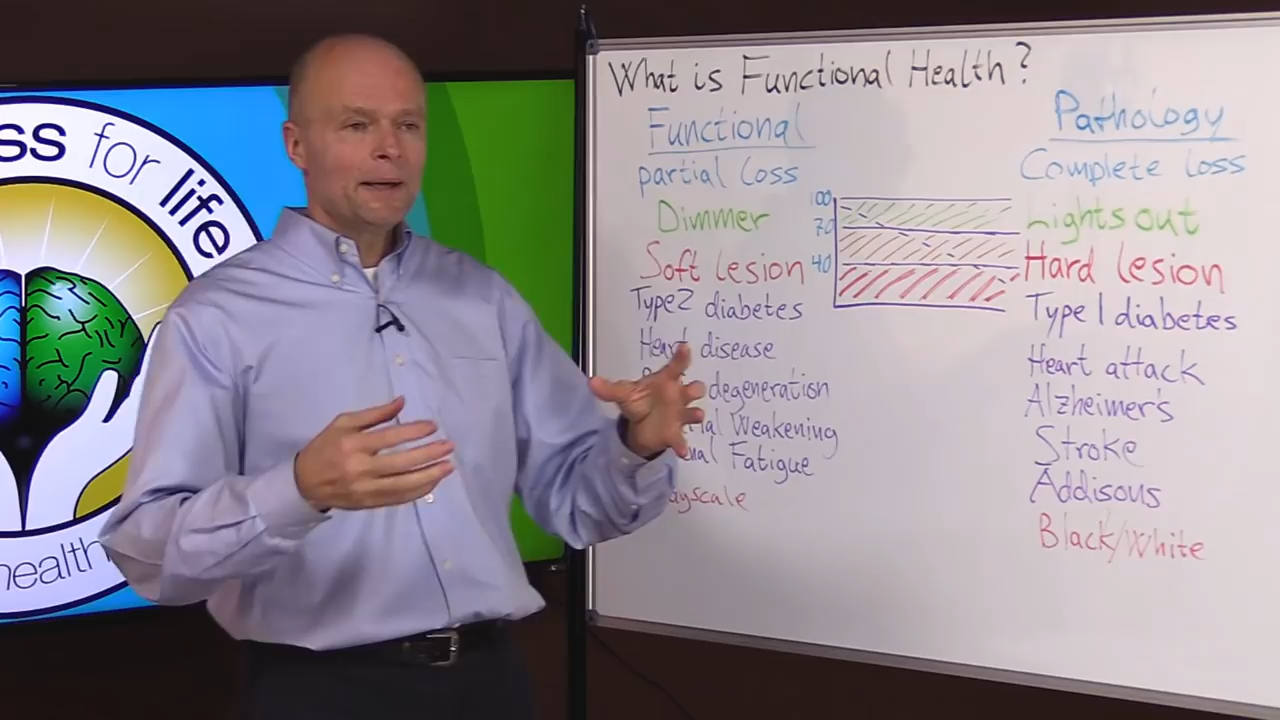 ss for life
health
What is Functional Health?
Functional
partial loss
Dimmer
Soft lesion
Type2 diabetes
Heart disease
degeneration
Weakening
Fatigue
100
70
40
Pathology
Complete loss
Lights out
Hard lesion
Type 1 diabetes
Heart attack
Alzheimer's
Stroke
Addisons
Black/White